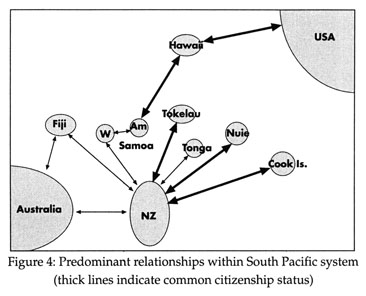 USA
Hawaii
Fiji
W
Am
Samoa
Tokelau
Tonga
Nuie
Cook Is.
Australia
NZ
Figure 4: Predominant relationships within South Pacific system
(thick lines indicate common citizenship status)